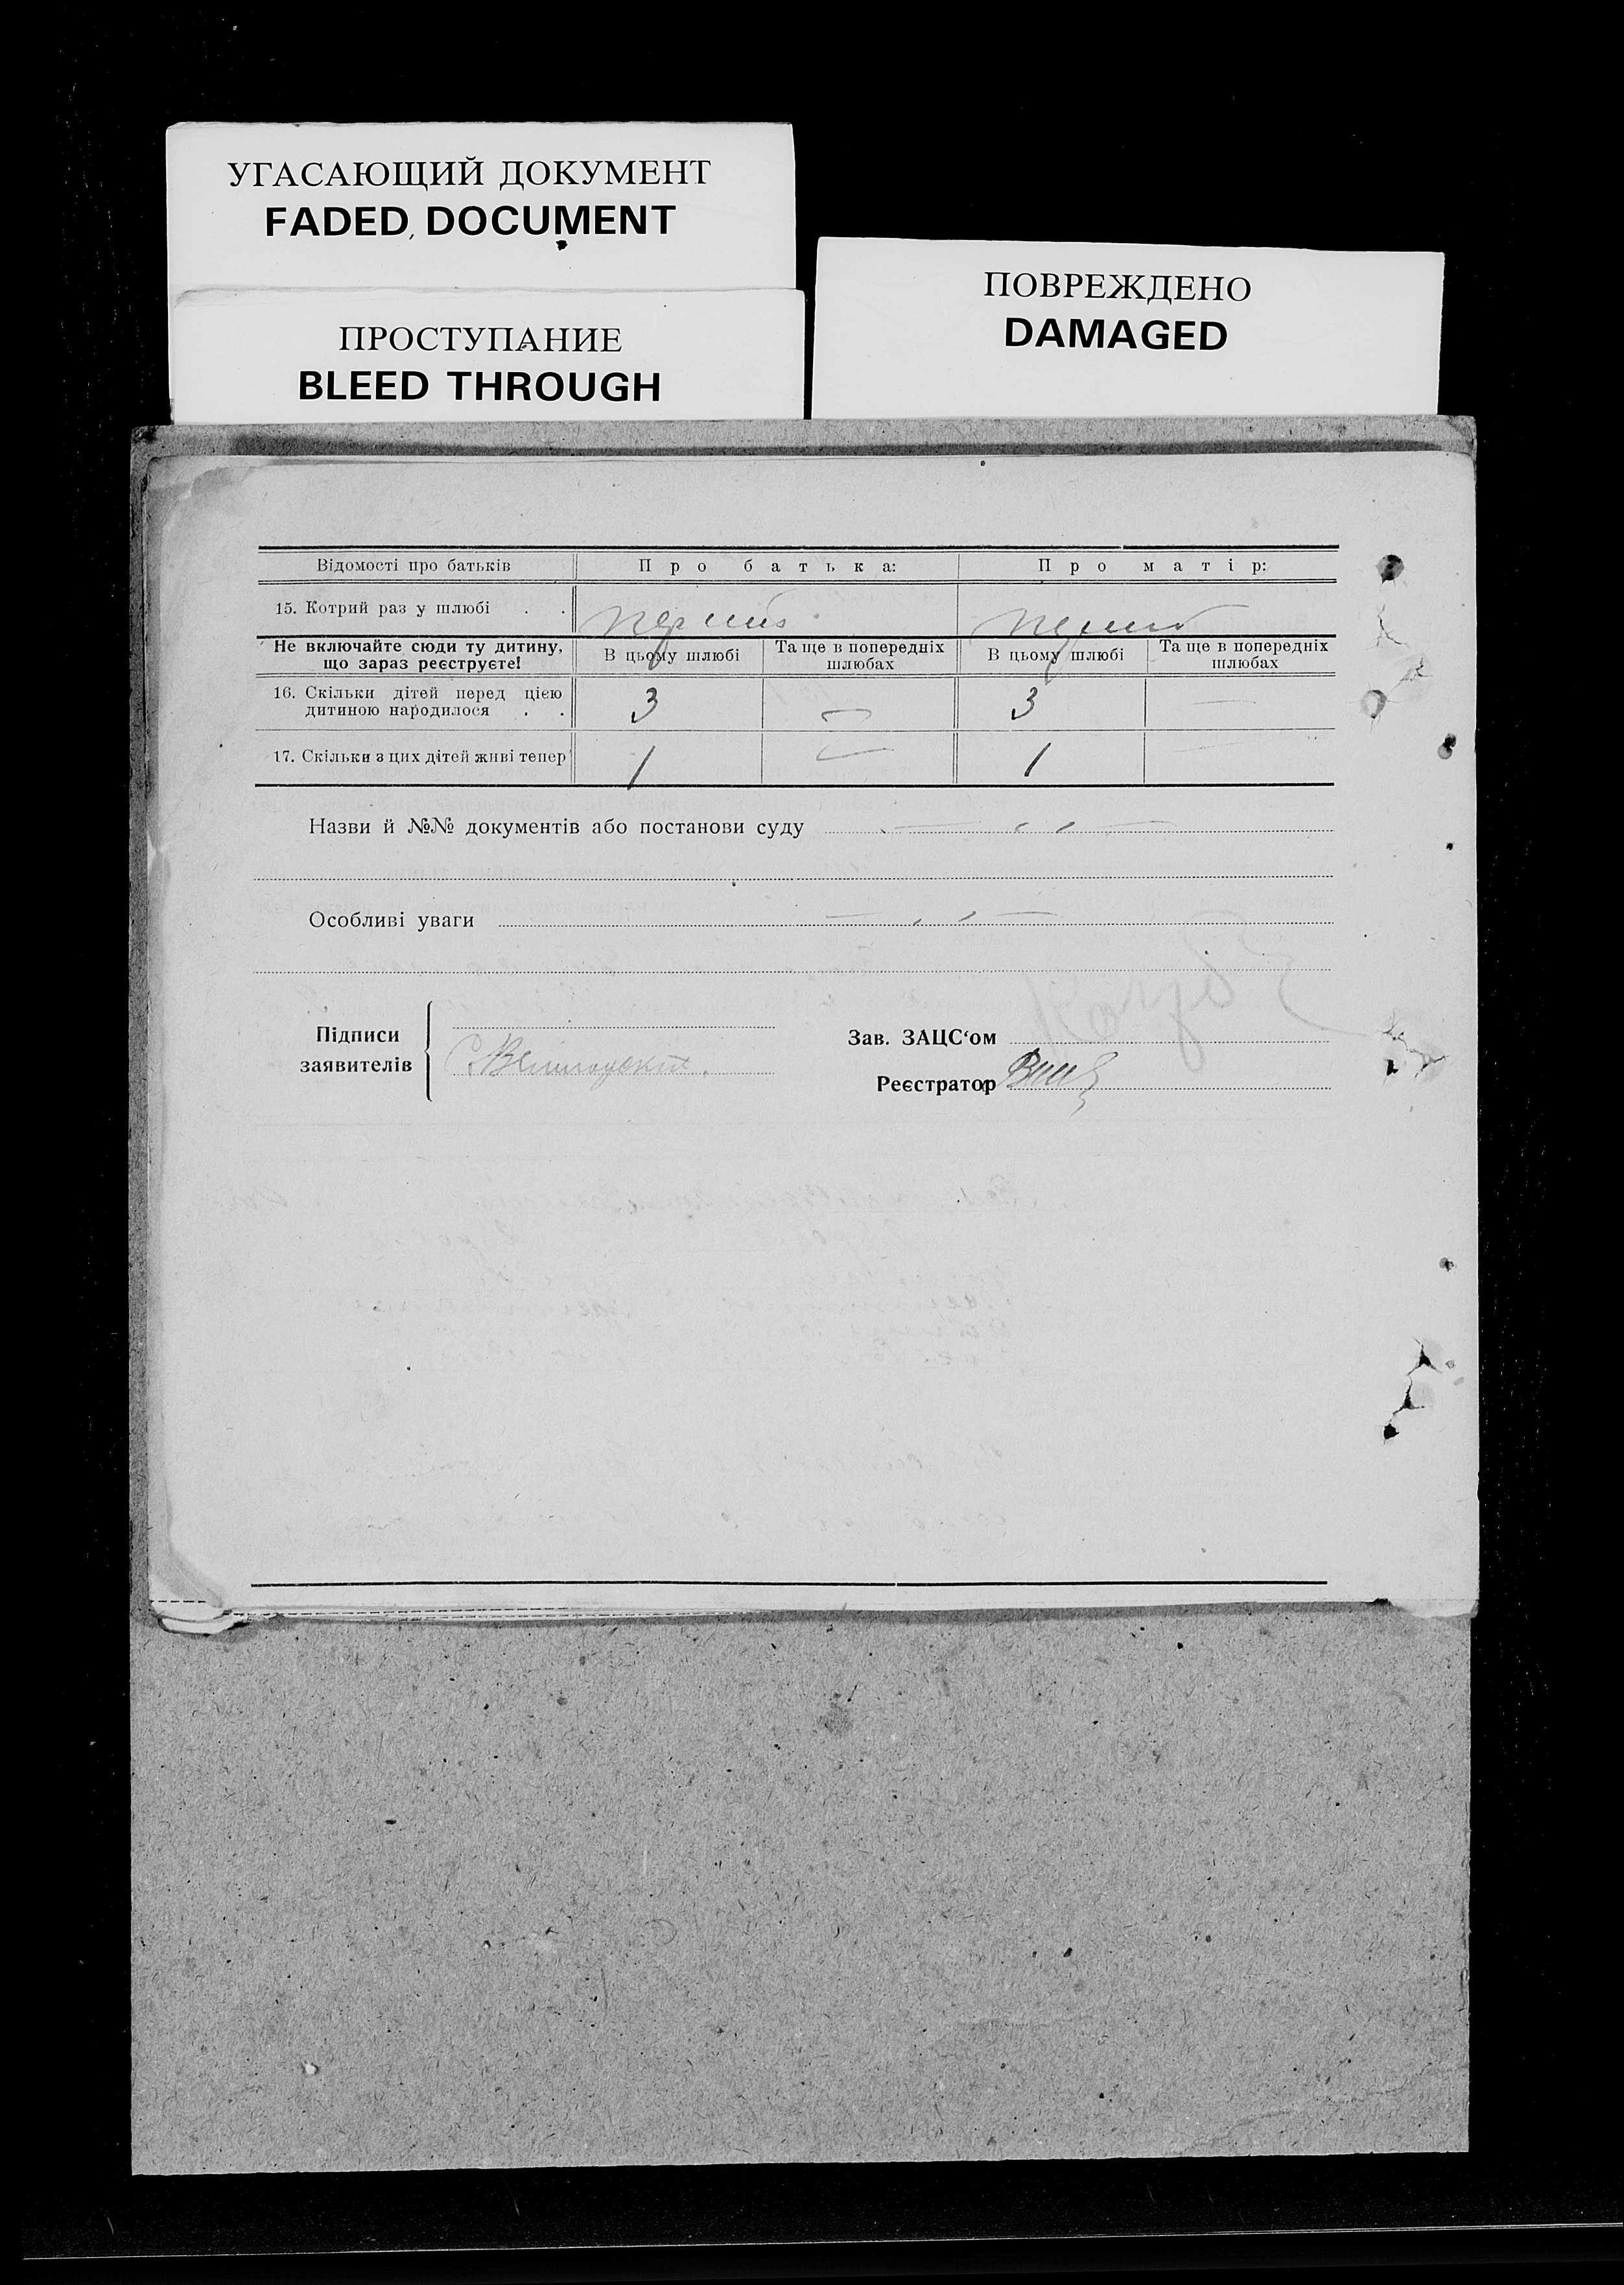 УГАСАЮЩИЙ ДОКУМЕНТ
FADED DOCUMENT
ПРОСТУПАНИЕ
BLEED THROUGH
ПОВРЕЖДЕНО
DAMAGED
Відомості про батьків Про батька: Про матір:
15. Котрий раз у шлюбі . .
Не включайте сюди ту дитину, що зараз реєструєте! В цьому шлюбі Та ще в попередніх шлюбах В цьому шлюбі Та ще в попередніх шлюбах
16. Скільки дітей перед цією
дитиною народилося . . 3 — 3 —
17. Скільки з цих дітей живі тепер 1 — 1 —
Назви й №№ документів або постанови суду
Особливі уваги
Підписи
заявителів
Зав. ЗАЦС‘ом
Реєстратор